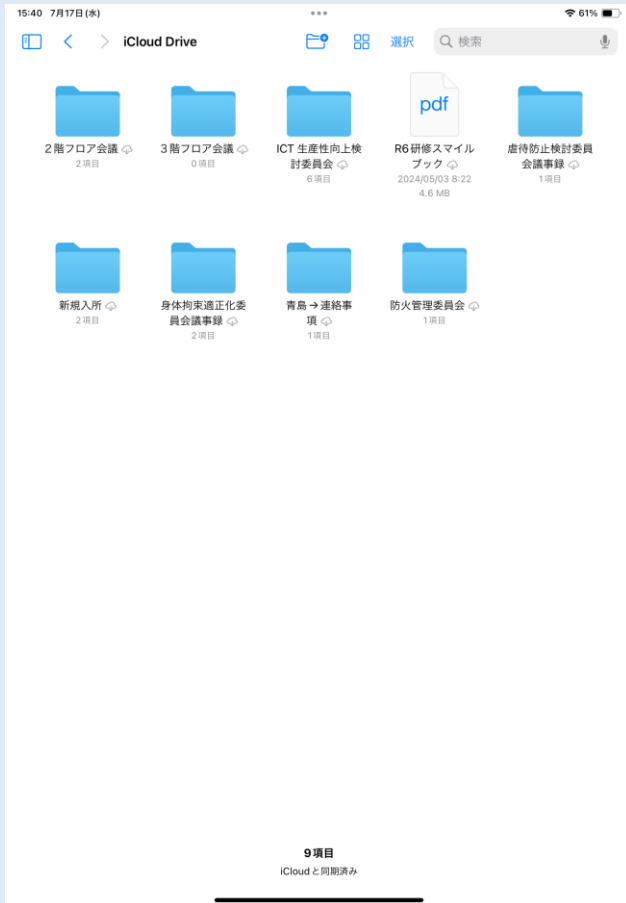 15:40 7月17日(水)
61%
iCloud Drive
選択
検索
２階フロア会議
2項目
３階フロア会議
0項目
ICT 生産性向上検
討委員会
6項目
pdf
R6研修スマイル
ブック
2024/05/03 8:22
4.6 MB
虐待防止検討委員
会議事録
1項目
新規入所
2項目
身体拘束適正化委
員会議事録
2項目
青島→連絡事
項
1項目
防火管理委員会
1項目
9項目
iCloudと同期済み